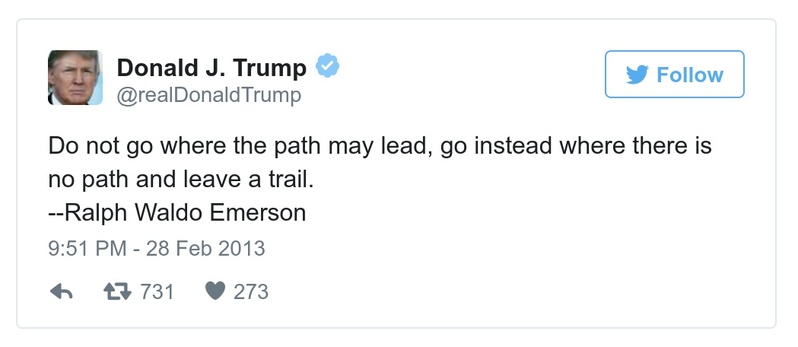 Donald J. Trump
@realDonaldTrump
Follow
Do not go where the path may lead, go instead where there is
no path and leave a trail.
--Ralph Waldo Emerson
9:51 PM - 28 Feb 2013
731 273